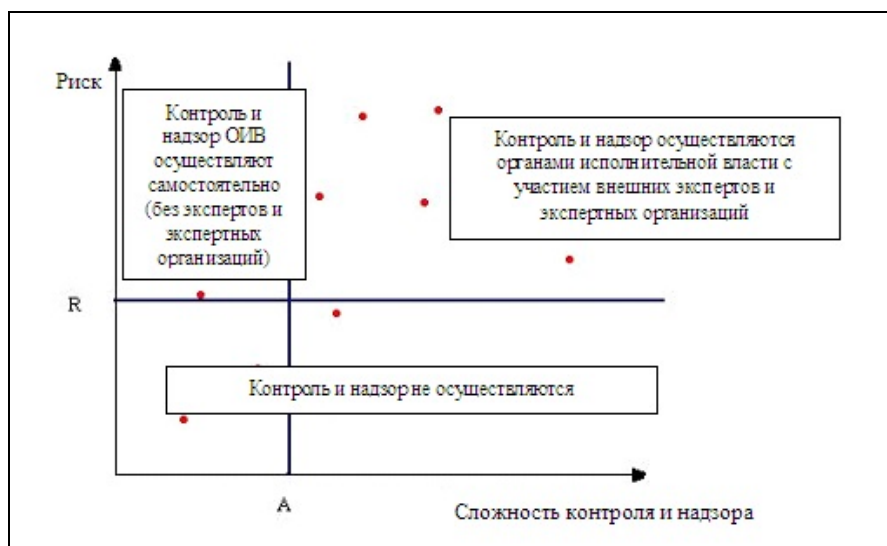 Риск
Контроль и
надзор ОИВ
осуществляют
самостоятельно
(без экспертов и
экспертных
организаций)
Контроль и надзор осуществляются
органами исполнительной власти с
участием внешних экспертов и
экспертных организаций
R
Контроль и надзор не осуществляются
A
Сложность контроля и надзора